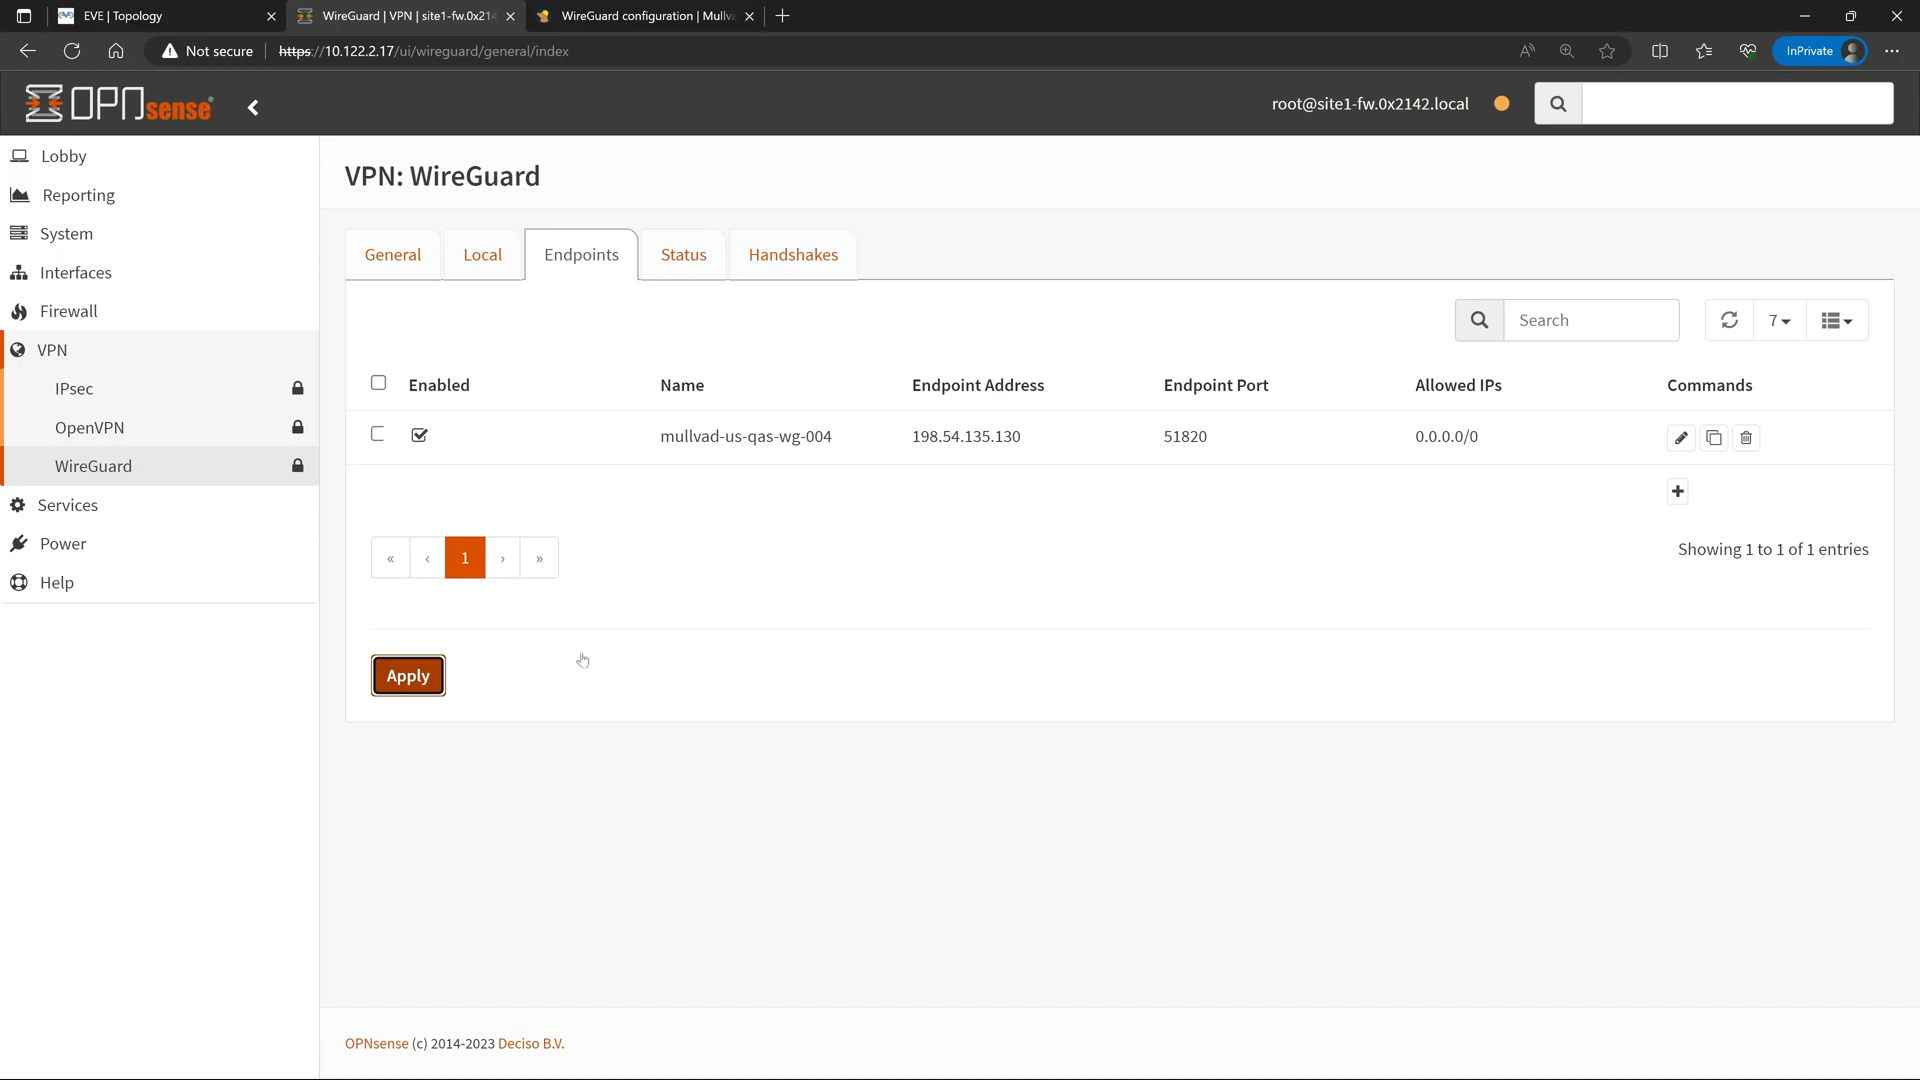 EVE | Topology
WireGuard | VPN | site1-fw.0x214
WireGuard configuration | Mullva
Not secure
https://10.122.2.17/ui/wireguard/general/index
InPrivate
OPNsense
root@site1-fw.0x2142.local
Lobby
Reporting
System
Interfaces
Firewall
VPN
IPsec
OpenVPN
WireGuard
Services
Power
Help
VPN: WireGuard
General
Local
Endpoints
Status
Handshakes
Search
7
Enabled Name Endpoint Address Endpoint Port Allowed IPs Commands
mullvad-us-qas-wg-004 198.54.135.130 51820 0.0.0.0/0
« ‹ 1 › »
Showing 1 to 1 of 1 entries
Apply
OPNsense (c) 2014-2023 Deciso B.V.